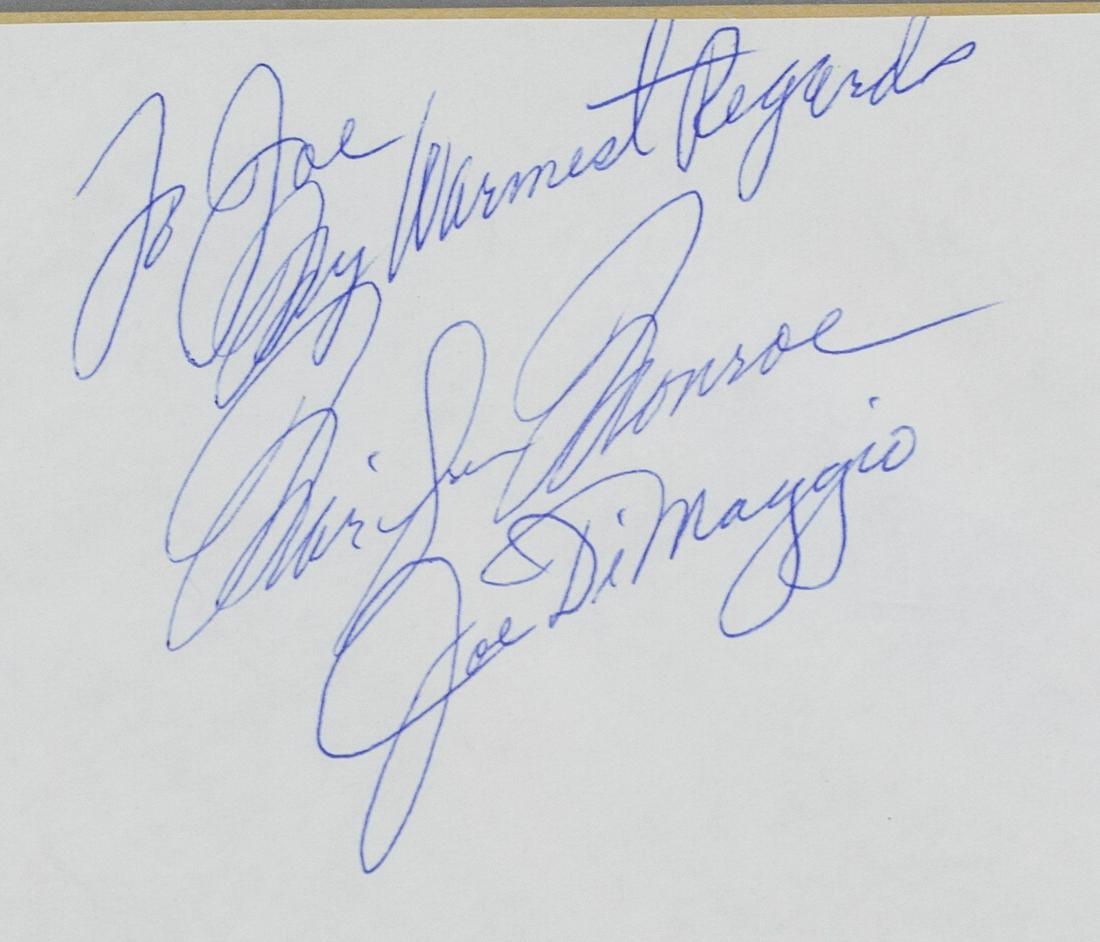 To Joe
My Warmest Regards
Marilyn Monroe
Joe DiMaggio